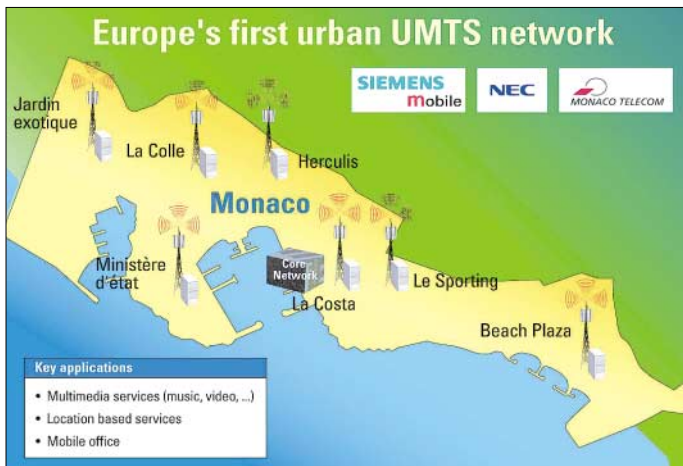 Europe's first urban UMTS network
SIEMENS
mobile
NEC
MONACO TELECOM
Jardin
exotique
La Colle
Herculis
Monaco
Ministère
d'état
Core
Network
La Costa
Le Sporting
Beach Plaza
Key applications
• Multimedia services (music, video, ...)
• Location based services
• Mobile office